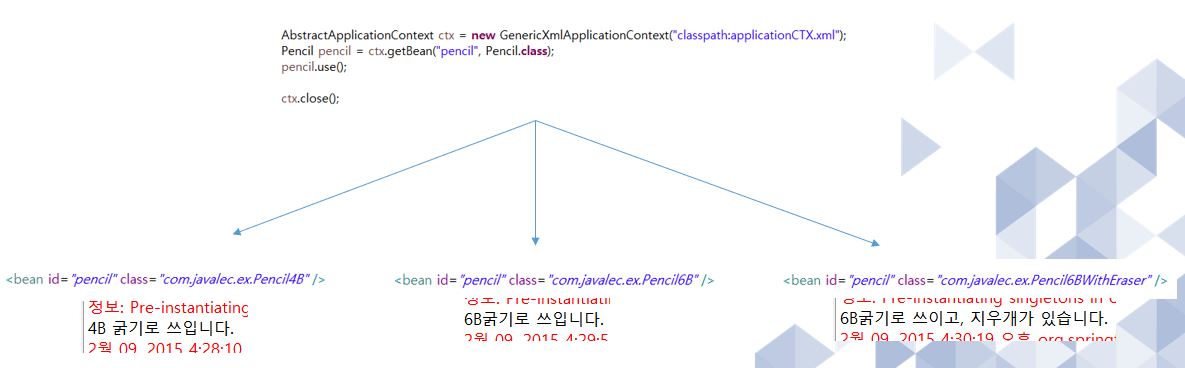 AbstractApplicationContext ctx = new GenericXmlApplicationContext("classpath:applicationCTX.xml");
Pencil pencil = ctx.getBean("pencil", Pencil.class);
pencil.use();
ctx.close();
<bean id="pencil" class="com.javalec.ex.Pencil4B" />
정보: Pre-instantiating
4B 굵기로 쓰입니다.
2월 09, 2015 4:28:10
<bean id="pencil" class="com.javalec.ex.Pencil6B" />
정보: Pre-instantiati
6B굵기로 쓰입니다.
2월 09, 2015 4:29:5
<bean id="pencil" class="com.javalec.ex.Pencil6BWithEraser" />
정보: Pre-instantiating singletons in
6B굵기로 쓰이고, 지우개가 있습니다.
2월 09, 2015 4:30:19 오후 org.spring